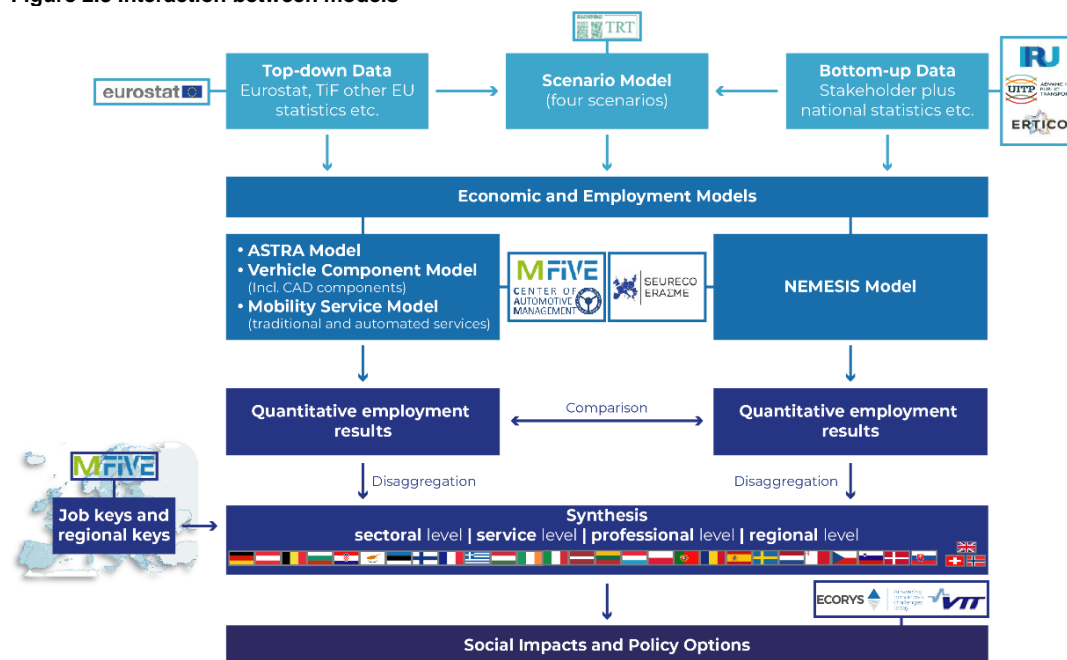 Figure 2.3 Interaction between models
TRT
eurostat
Top-down Data
Eurostat, TiF other EU
statistics etc.
Scenario Model
(four scenarios)
Bottom-up Data
Stakeholder plus
national statistics etc.
IRU
UITP
PUBLIC
ERTICO
Economic and Employment Models
• ASTRA Model
• Verhicle Component Model
(Incl. CAD components)
• Mobility Service Model
(traditional and automated services)
MFIVE
CENTER OF
AUTOMOTIVE
MANAGEMENT
SEURECO
ERAƵME
NEMESIS Model
Quantitative employment
results
Comparison
Quantitative employment
results
MFIVE
Job keys and
regional keys
Disaggregation
Disaggregation
Synthesis
sectoral level | service level | professional level | regional level
ECORYS
VTT
Social Impacts and Policy Options